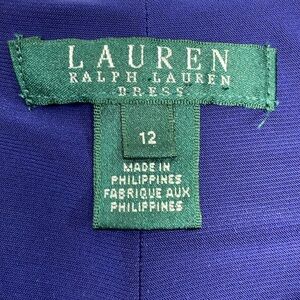 LAUREN
RALPH LAUREN
DRESS
12
MADE IN
PHILIPPINES
FABRIQUE AUX
PHILIPPINES